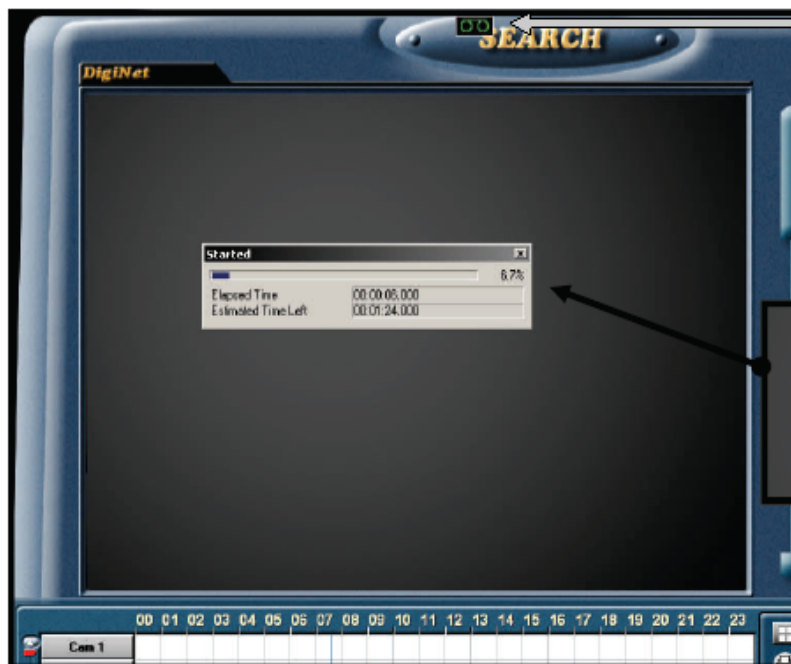 SEARCH
DigiNet
Started
6.7%
Elapsed Time 00:00:06.000
Estimated Time Left 00:01:24.000
00 01 02 03 04 05 06 07 08 09 10 11 12 13 14 15 16 17 18 19 20 21 22 23
Cam 1